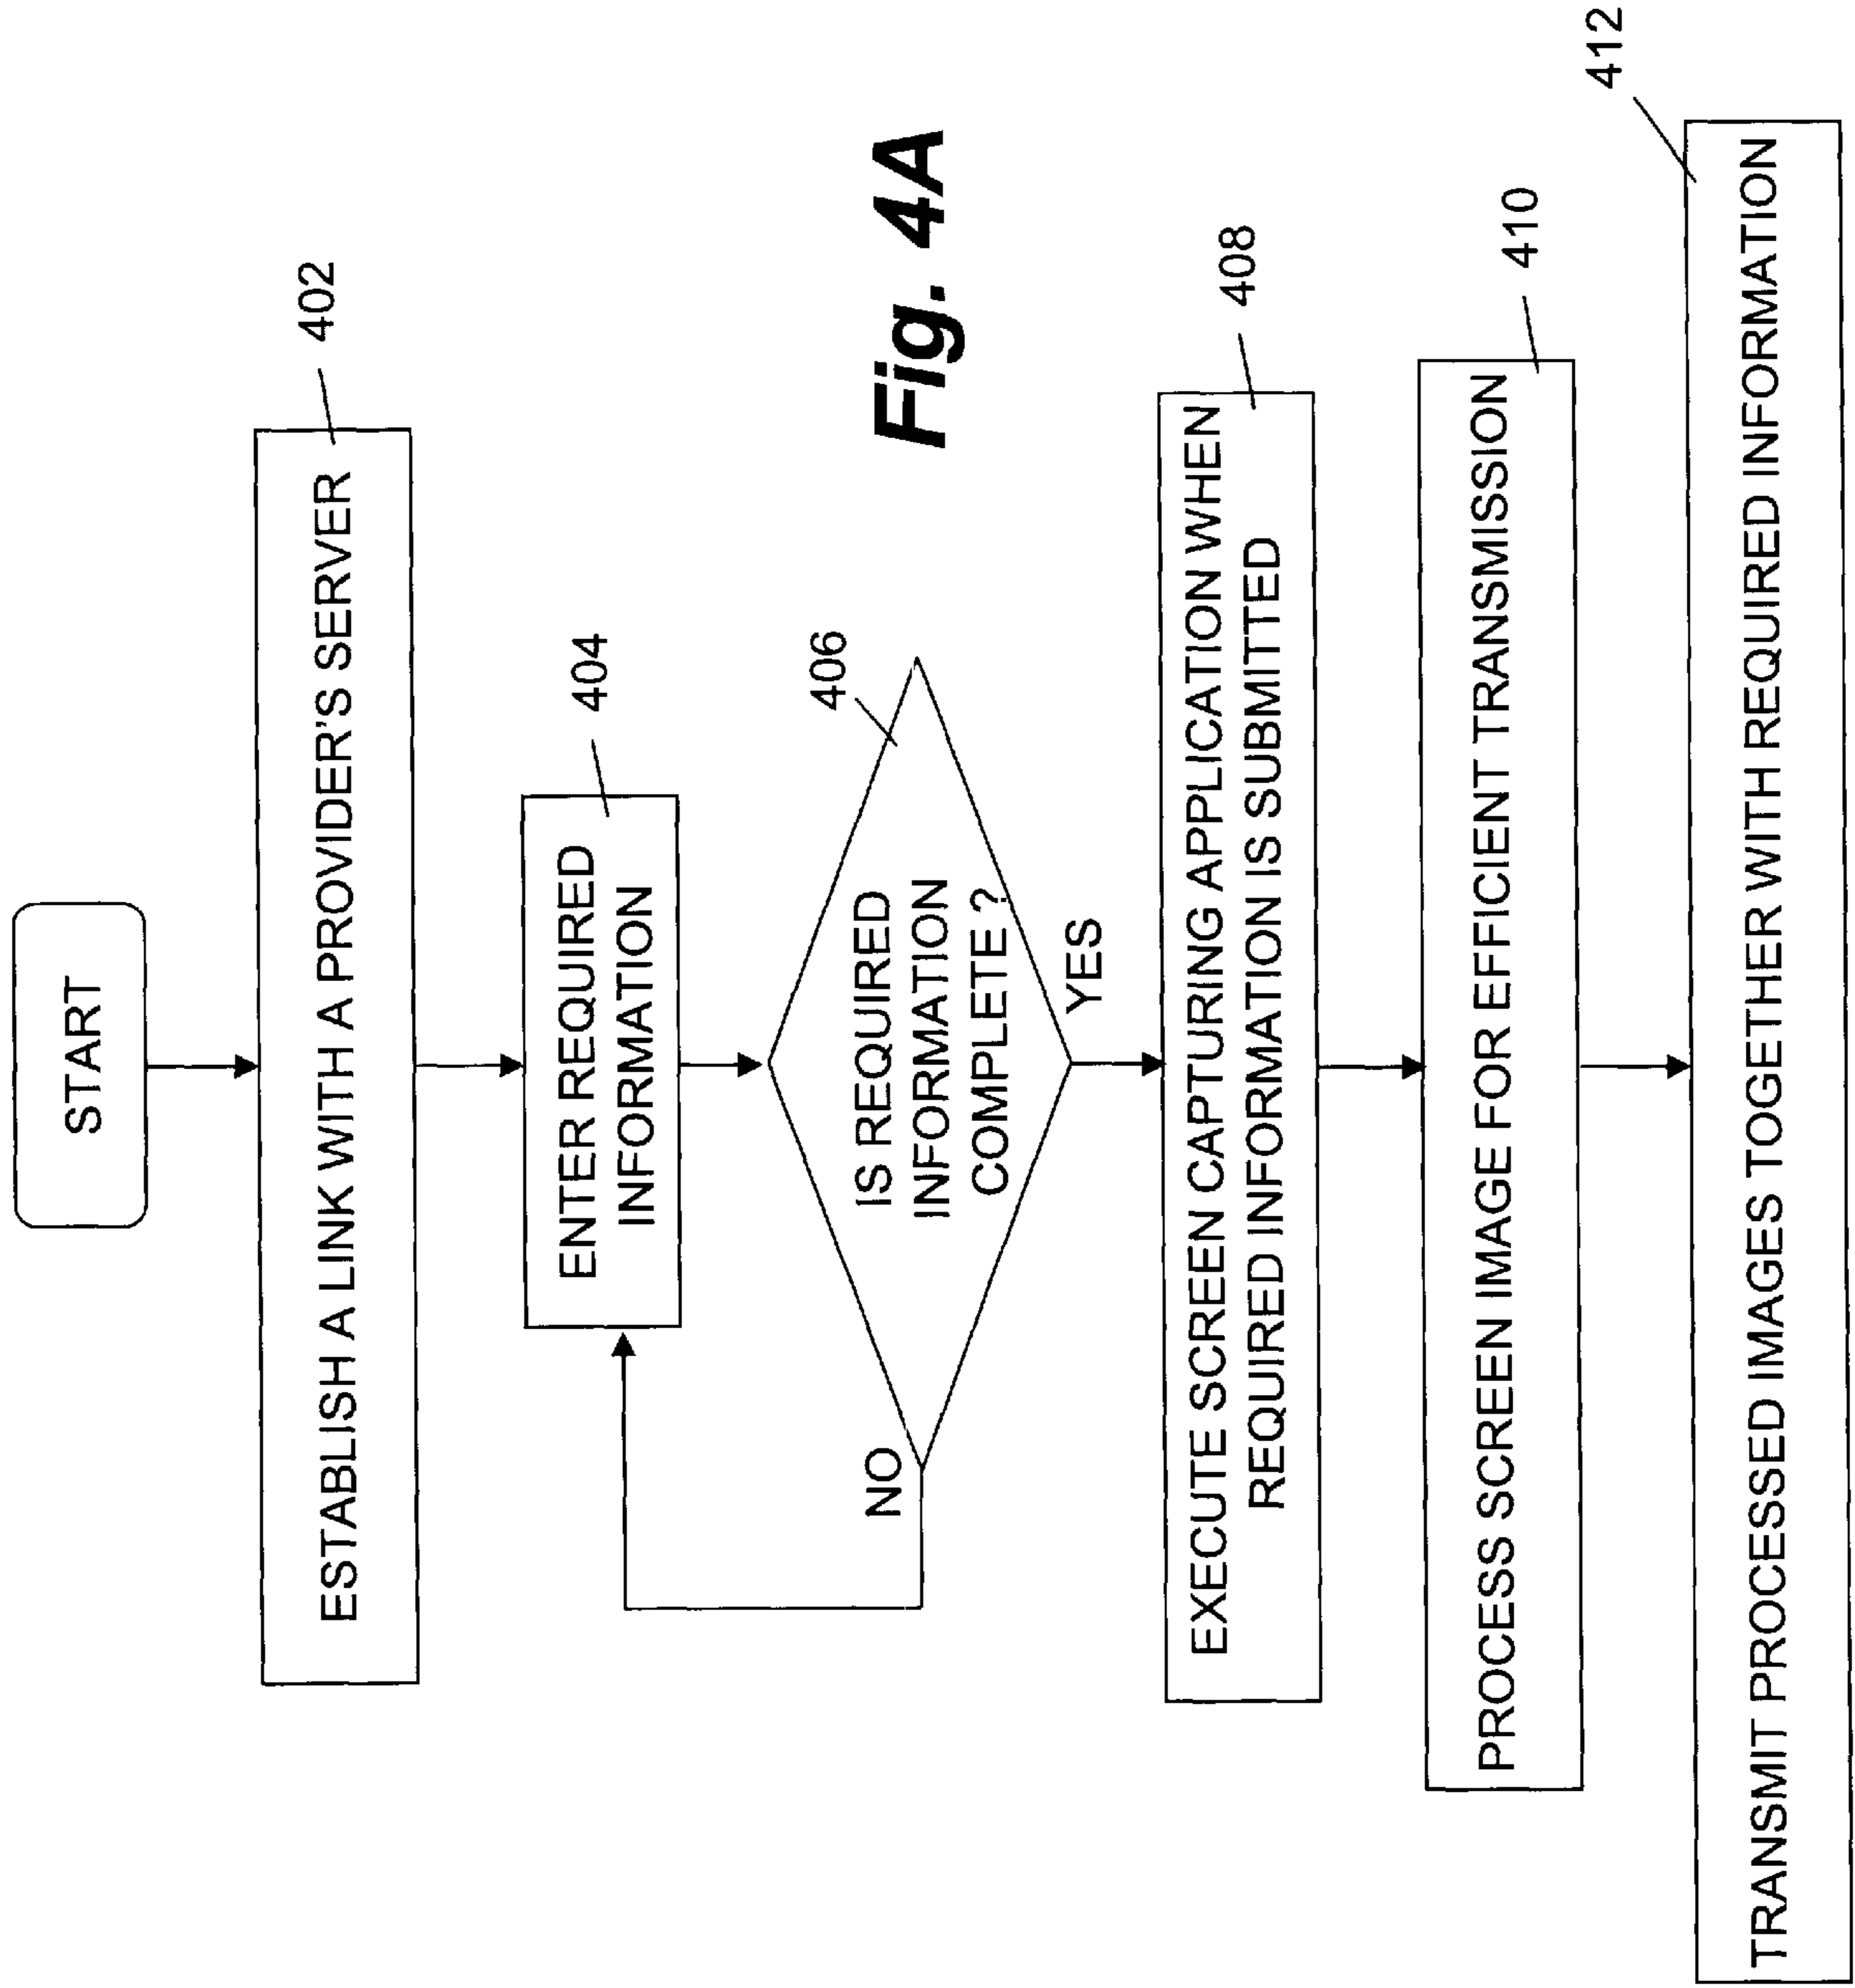 START
402
ESTABLISH A LINK WITH A PROVIDER'S SERVER
404
ENTER REQUIRED
INFORMATION
406
IS REQUIRED
INFORMATION
COMPLETE ?
NO
YES
Fig. 4A
408
EXECUTE SCREEN CAPTURING APPLICATION WHEN
REQUIRED INFORMATION IS SUBMITTED
410
PROCESS SCREEN IMAGE FOR EFFICIENT TRANSMISSION
412
TRANSMIT PROCESSED IMAGES TOGETHER WITH REQUIRED INFORMATION